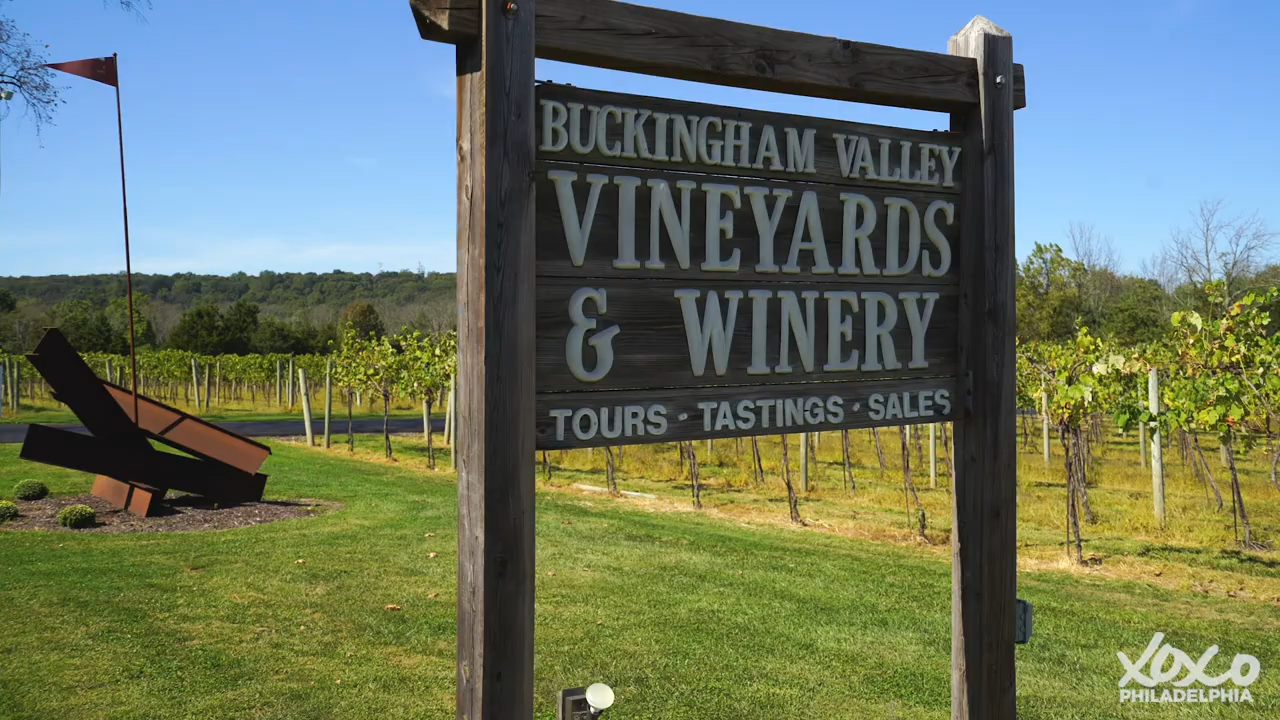 BUCKINGHAM VALLEY
VINEYARDS
& WINERY
TOURS · TASTINGS · SALES
XOXO
PHILADELPHIA